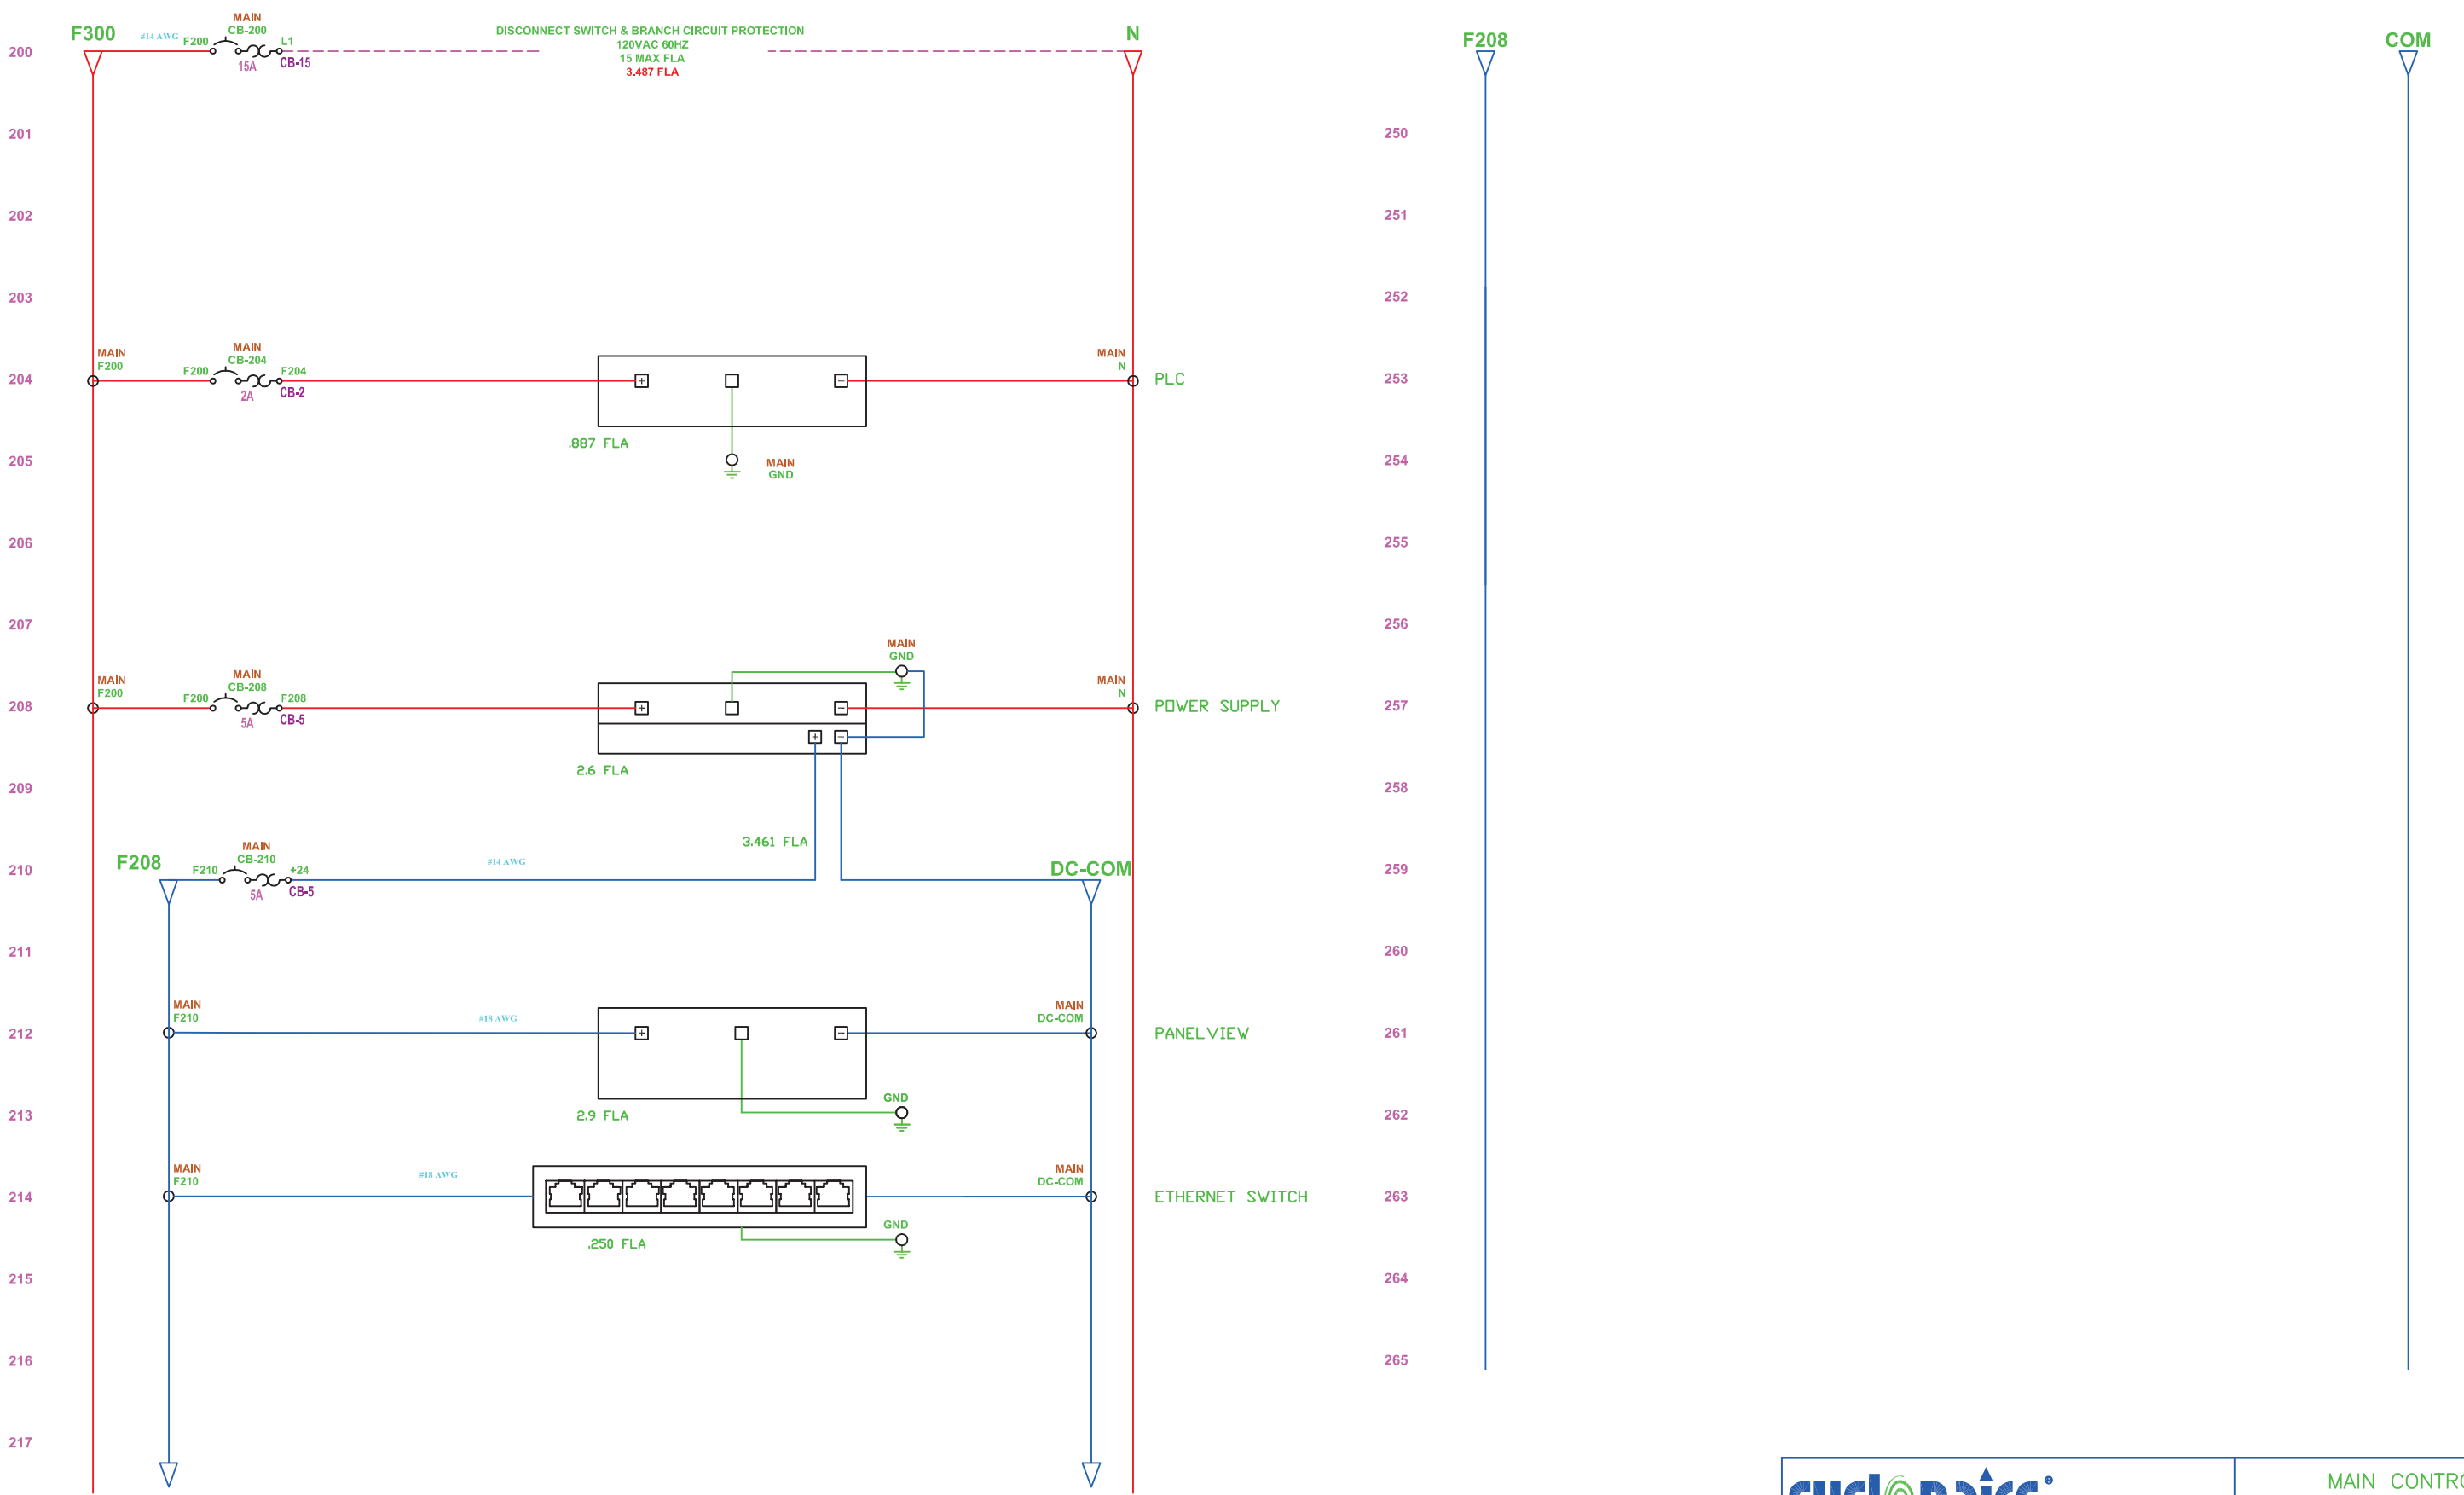 F300
#14 AWG
F200
MAIN
CB-200
L1
15A
CB-15
DISCONNECT SWITCH & BRANCH CIRCUIT PROTECTION
120VAC 60HZ
15 MAX FLA
3.487 FLA
N
200
201
202
203
MAIN
F200
F200
MAIN
CB-204
F204
2A
CB-2
MAIN
N
PLC
204
.887 FLA
MAIN
GND
205
206
207
MAIN
GND
MAIN
F200
F200
MAIN
CB-208
F208
5A
CB-5
MAIN
N
POWER SUPPLY
208
2.6 FLA
209
3.461 FLA
F208
F210
MAIN
CB-210
+24
5A
CB-5
#14 AWG
DC-COM
210
211
MAIN
F210
#18 AWG
MAIN
DC-COM
PANELVIEW
212
2.9 FLA
GND
213
MAIN
F210
#18 AWG
MAIN
DC-COM
ETHERNET SWITCH
214
.250 FLA
GND
215
216
217
F208
COM
250
251
252
253
254
255
256
257
258
259
260
261
262
263
264
265
MAIN CONTRO